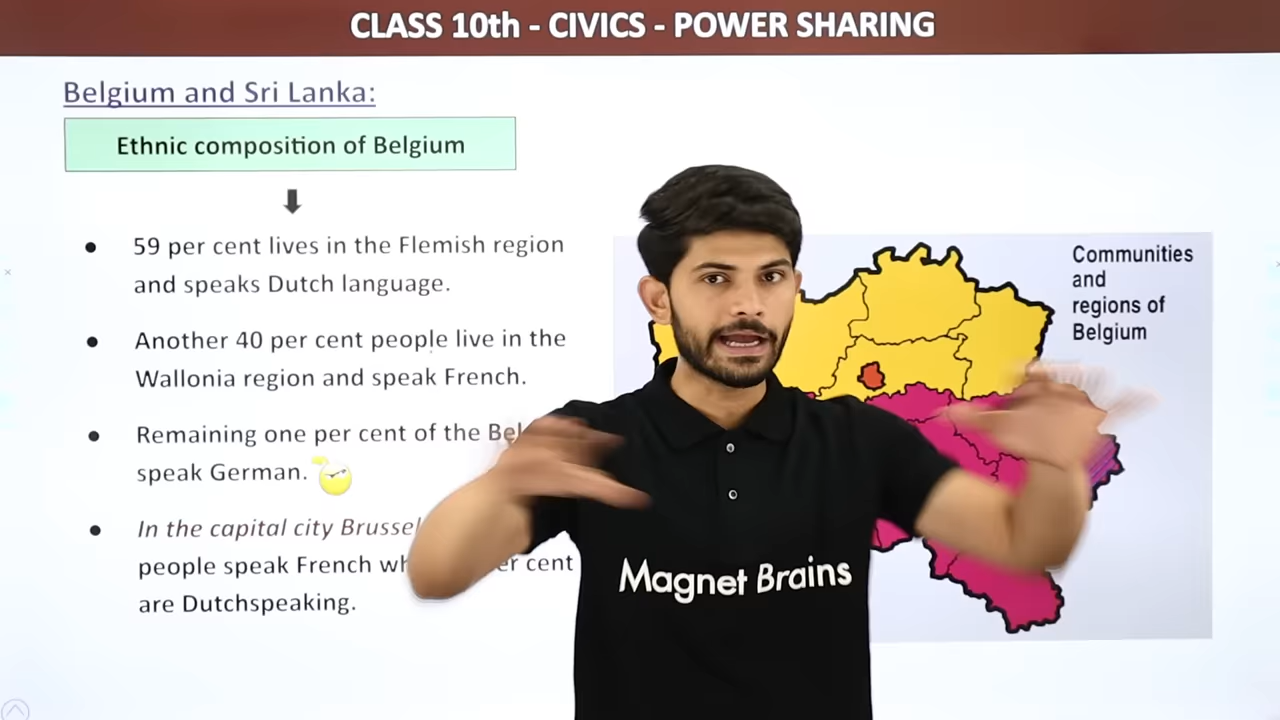 CLASS 10th - CIVICS - POWER SHARING
Belgium and Sri Lanka:
Ethnic composition of Belgium
● 59 per cent lives in the Flemish region
and speaks Dutch language.
● Another 40 per cent people live in the
Wallonia region and speak French.
● Remaining one per cent of the
speak German.
● In the capital city
people speak French cent
are Dutchspeaking.
Communities
and
regions of
Belgium
Magnet Brains